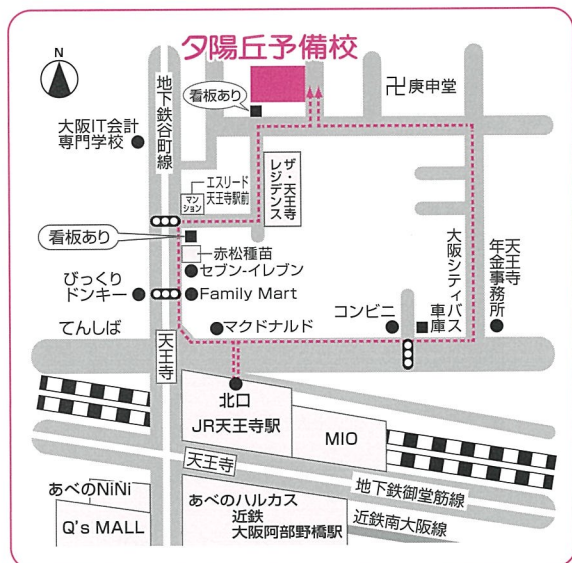 夕陽丘予備校
N
看板あり
卍庚申堂
地下鉄谷町線
大阪IT会計
専門学校
ザ・天王寺
レジデンス
エスリード
天王寺駅前
マンション
看板あり
赤松種苗
セブン-イレブン
びっくり
ドンキー
Family Mart
大阪シティバス
車庫
天王寺
年金事務所
コンビニ
てんしば
マクドナルド
天王寺
北口
JR天王寺駅
MIO
天王寺
地下鉄御堂筋線
あべのNiNi
Q's MALL
あべのハルカス
近鉄
大阪阿部野橋駅
近鉄南大阪線